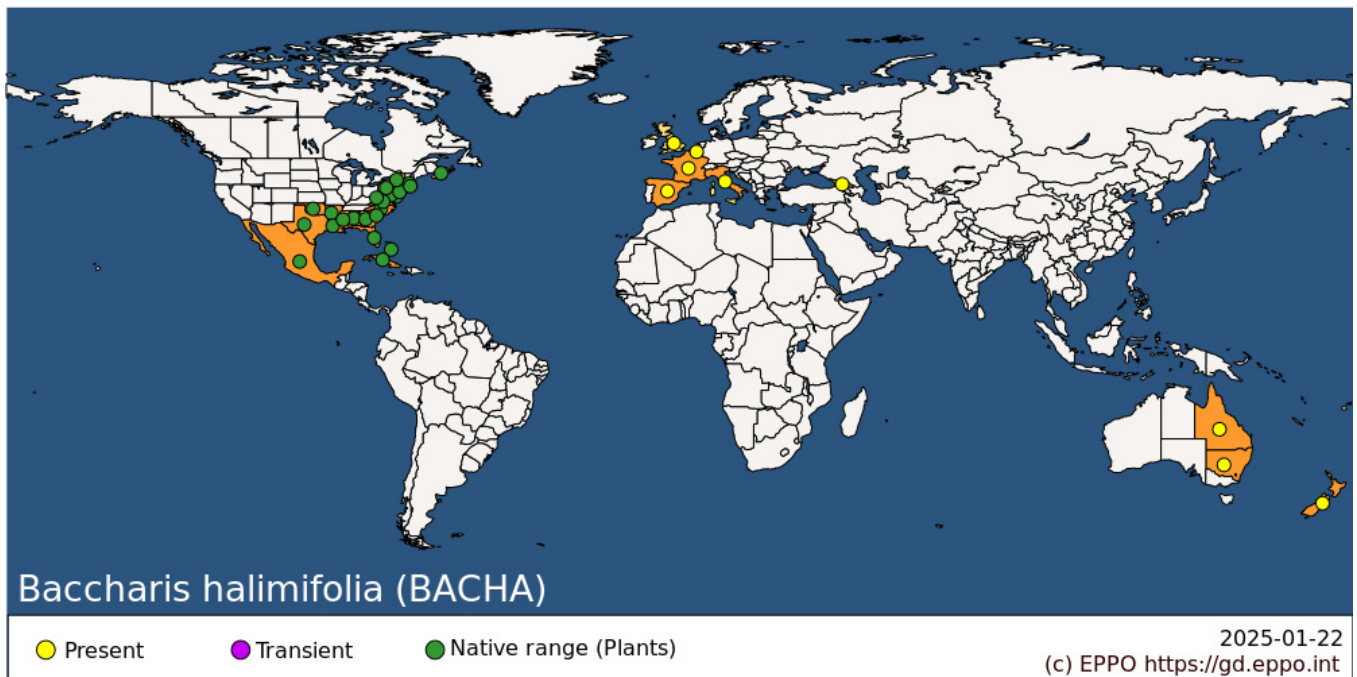 Baccharis halimifolia (BACHA)
Present
Transient
Native range (Plants)
2025-01-22
(c) EPPO https://gd.eppo.int